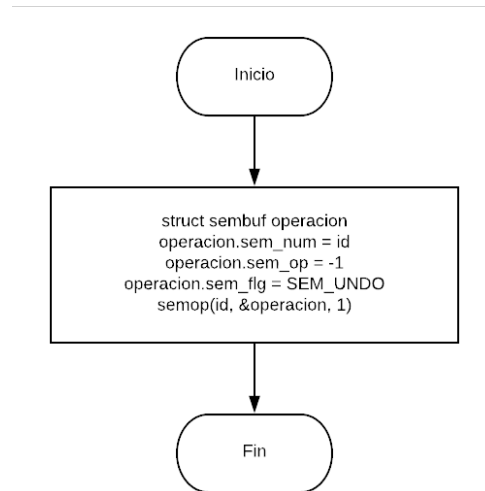 Inicio
struct sembuf operacion
operacion.sem_num = id
operacion.sem_op = -1
operacion.sem_flg = SEM_UNDO
semop(id, &operacion, 1)
Fin